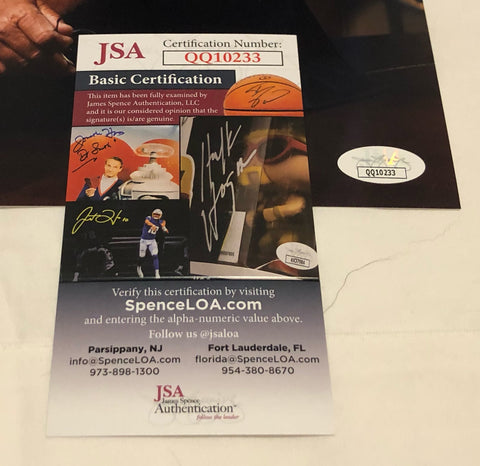 JSA
Certification Number:
QQ10233
Basic Certification
This item has been fully examined by
James Spence Authentication, LLC
and it is our considered opinion that the
signature(s) is/are genuine.
Hulk
Hogan
QQ10233
Verify this certification by visiting
SpenceLOA.com
and entering the alpha-numeric value above.
Follow us @jsaloa
Parsippany, NJ
info@SpenceLOA.com
973-898-1300
Fort Lauderdale, FL
florida@SpenceLOA.com
954-380-8670
JSA
James Spence
Authentication
follow the leader